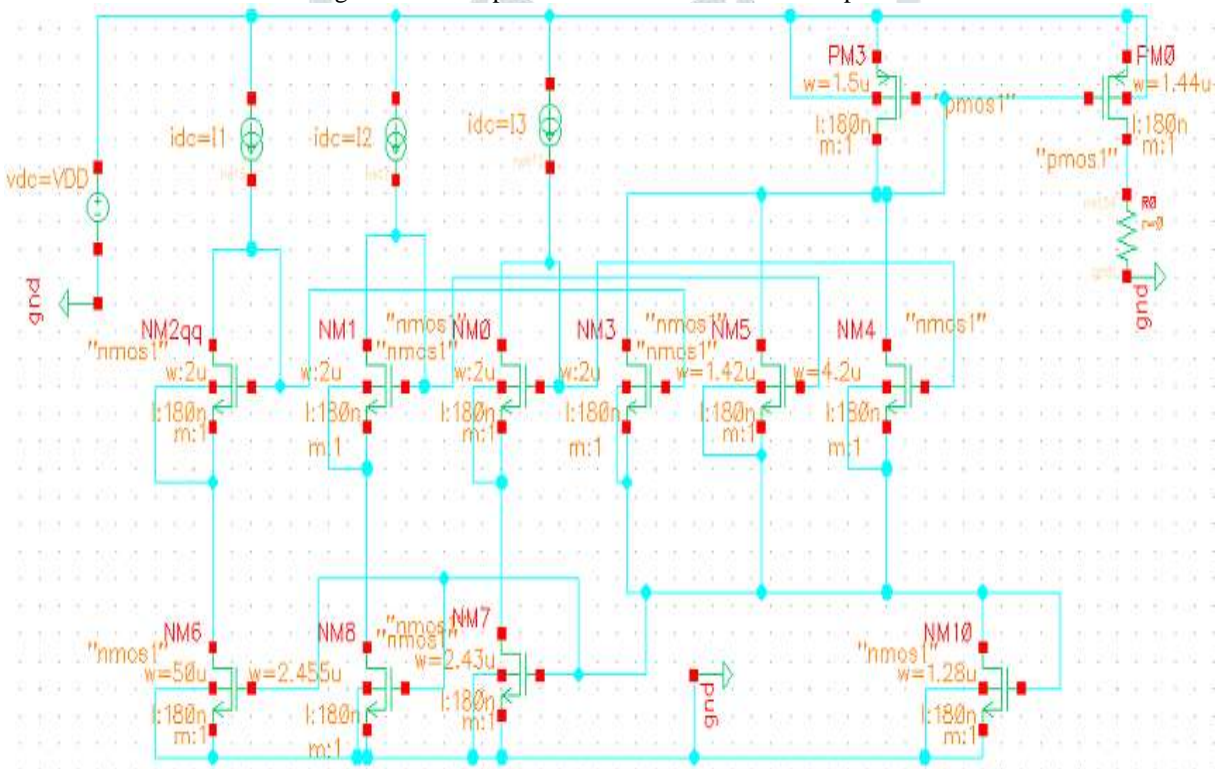 PM3
PM0
w=1.5u
w=1.44u
"pmos1"
l:180n
l:180n
m:1
m:1
"pmos1"
idc=I1
idc=I2
idc=I3
vdc=VDD
R0
r=0
gnd
gnd
NM2qq
NM1
NM0
NM3
NM5
NM4
"nmos1"
"nmos1"
"nmos1"
"nmos1"
"nmos1"
"nmos1"
w:2u
w:2u
w:2u
w:2u
w=1.42u
w=4.2u
l:180n
l:180n
l:180n
l:180n
l:180n
l:180n
m:1
m:1
m:1
m:1
m:1
m:1
NM6
NM8
NM7
NM10
"nmos1"
"nmos1"
"nmos1"
"nmos1"
w=50u
w=2.455u
w=2.43u
w=1.28u
l:180n
l:180n
l:180n
l:180n
m:1
m:1
m:1
m:1
gnd